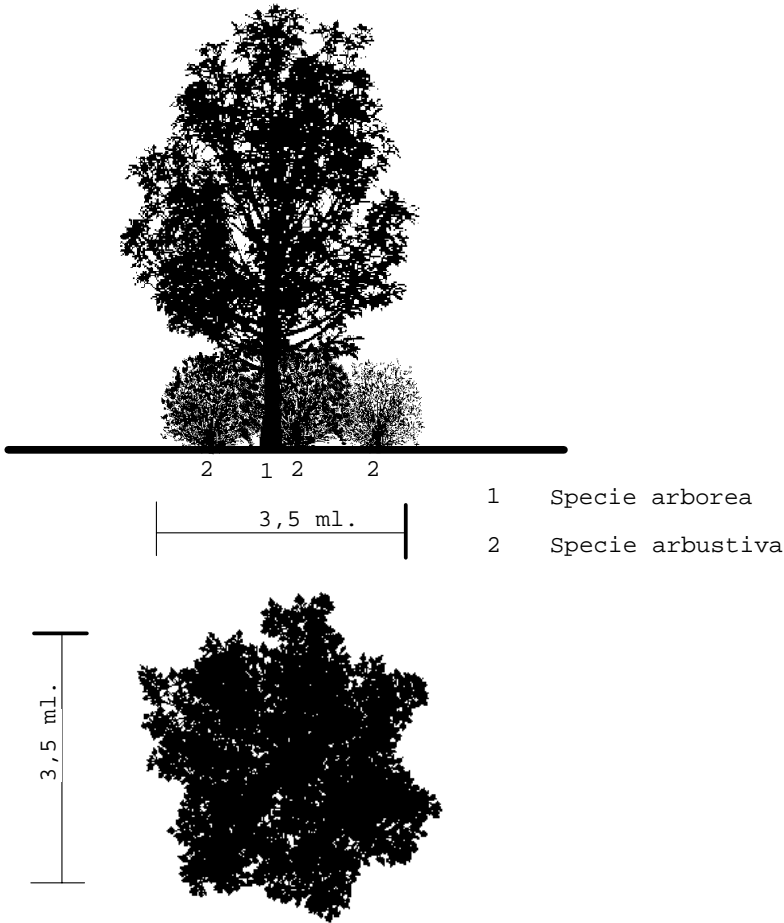 2 1 2 2
3,5 ml.
1 Specie arborea
2 Specie arbustiva
3,5 ml.